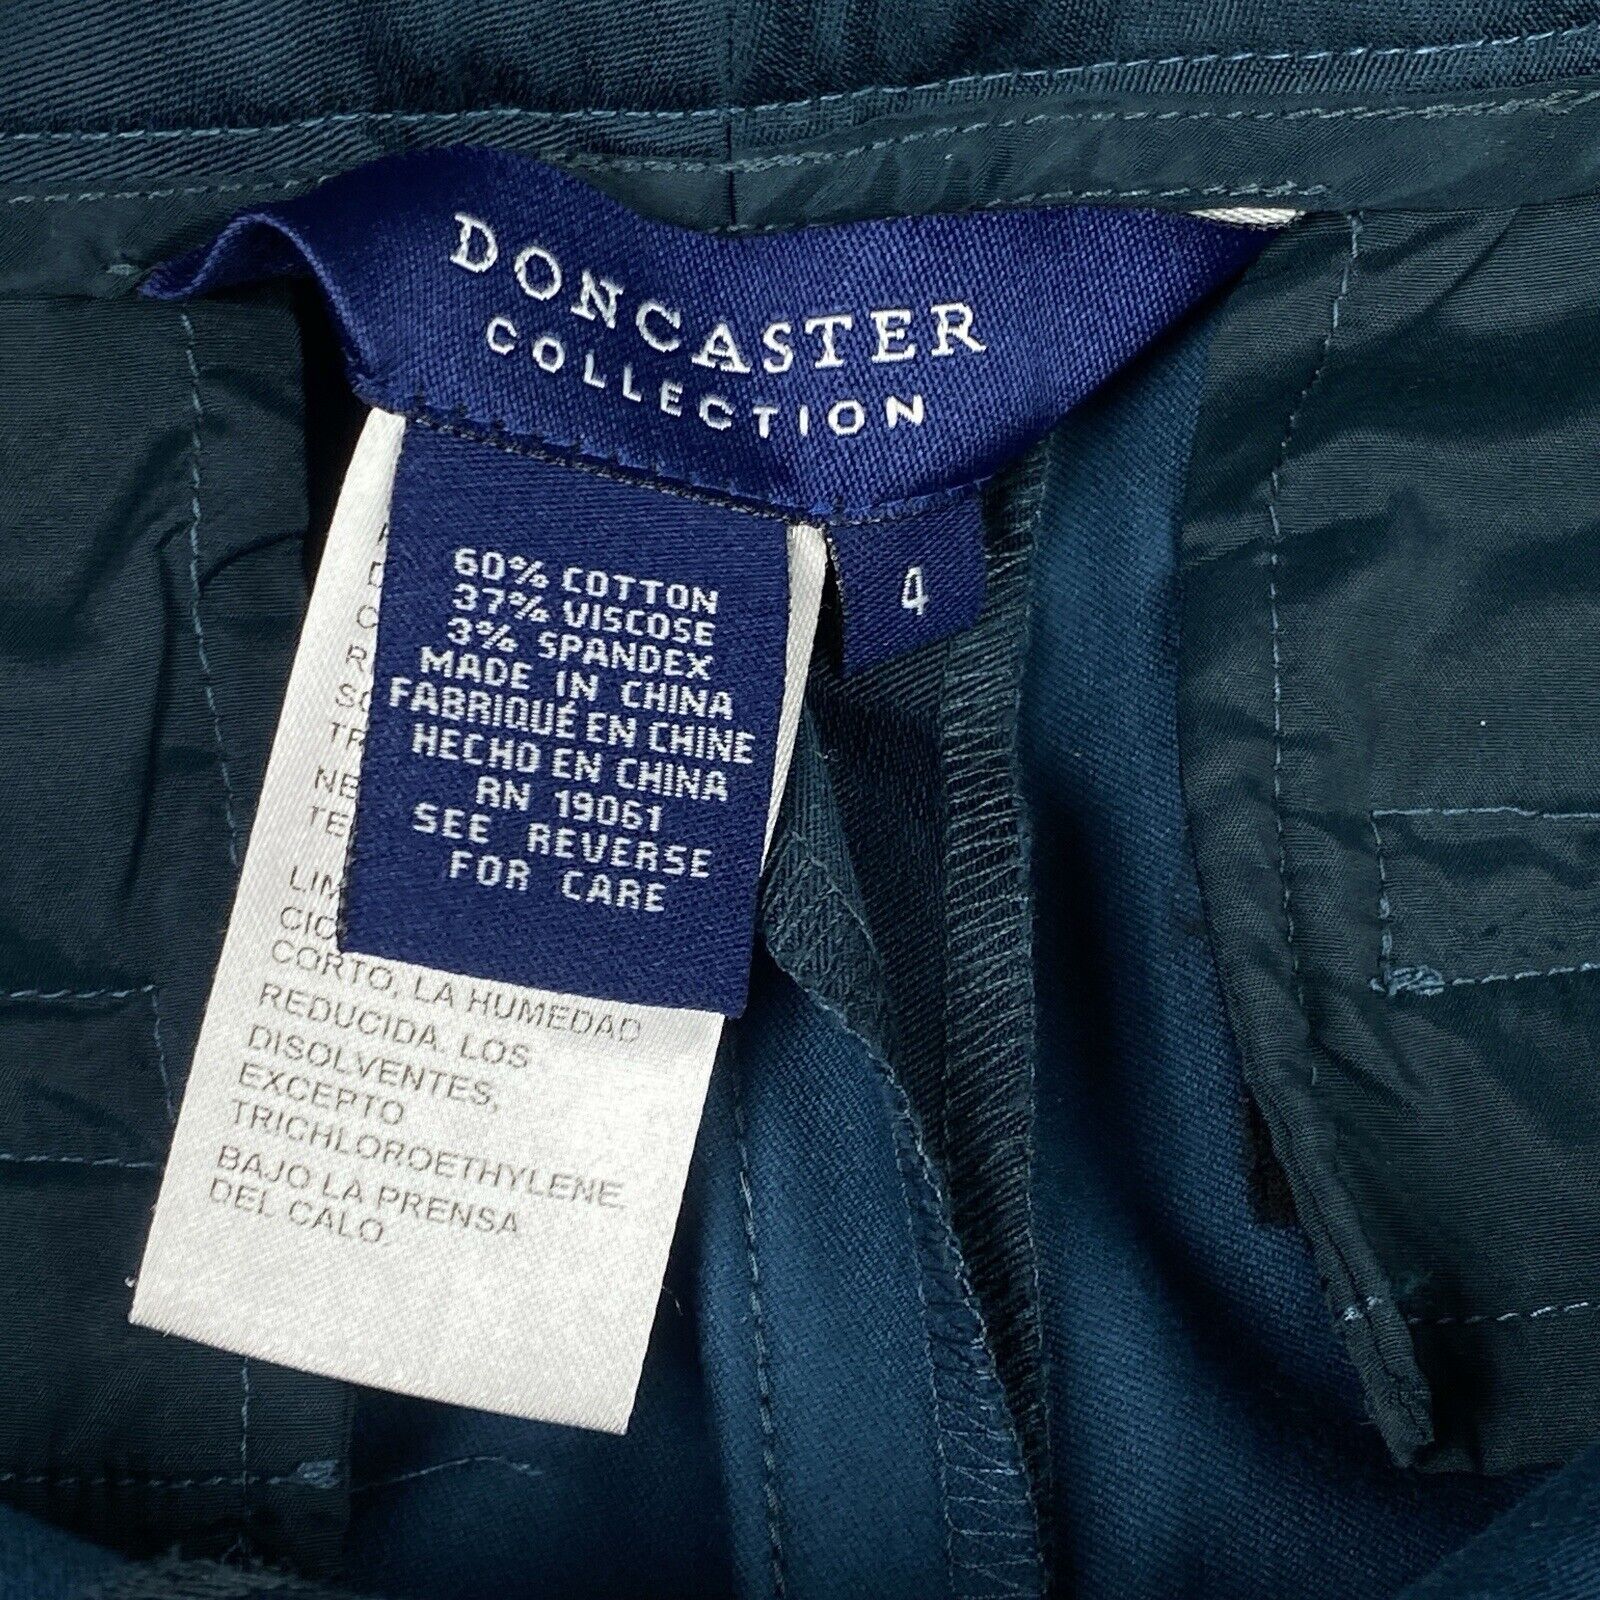 DONCASTER
COLLECTION
4
60% COTTON
37% VISCOSE
3% SPANDEX
MADE IN CHINA
FABRIQUÉ EN CHINE
HECHO EN CHINA
RN 19061
SEE REVERSE
FOR CARE
CORTO, LA HUMEDAD
REDUCIDA. LOS
DISOLVENTES,
EXCEPTO
TRICHLOROETHYLENE,
BAJO LA PRENSA
DEL CALO.